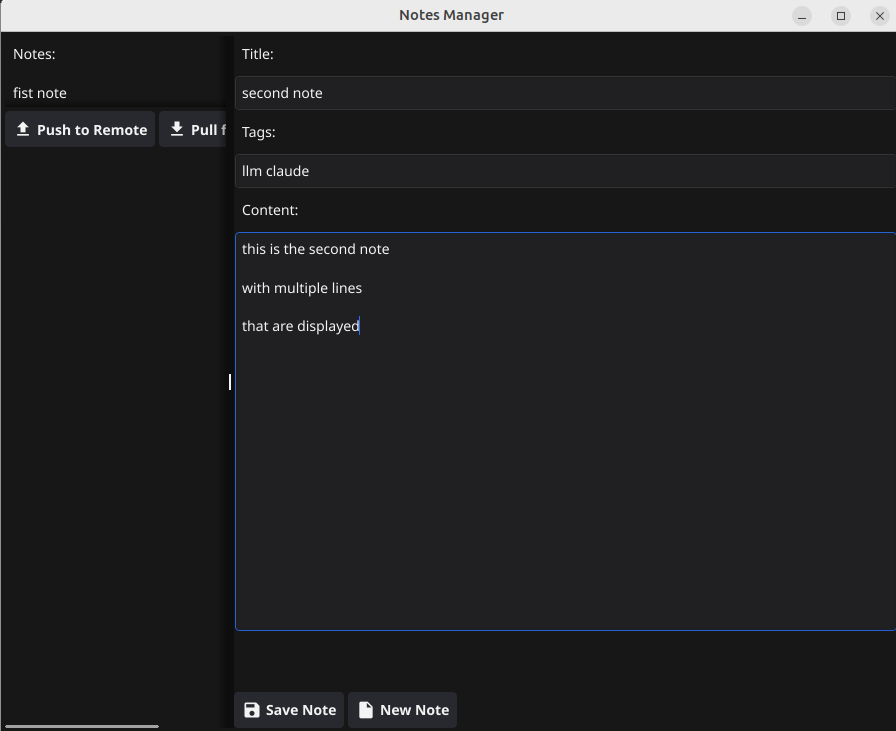 Notes Manager
Notes:
fist note
Push to Remote
Pull f
Title:
second note
Tags:
llm claude
Content:
this is the second note
with multiple lines
that are displayed
Save Note
New Note